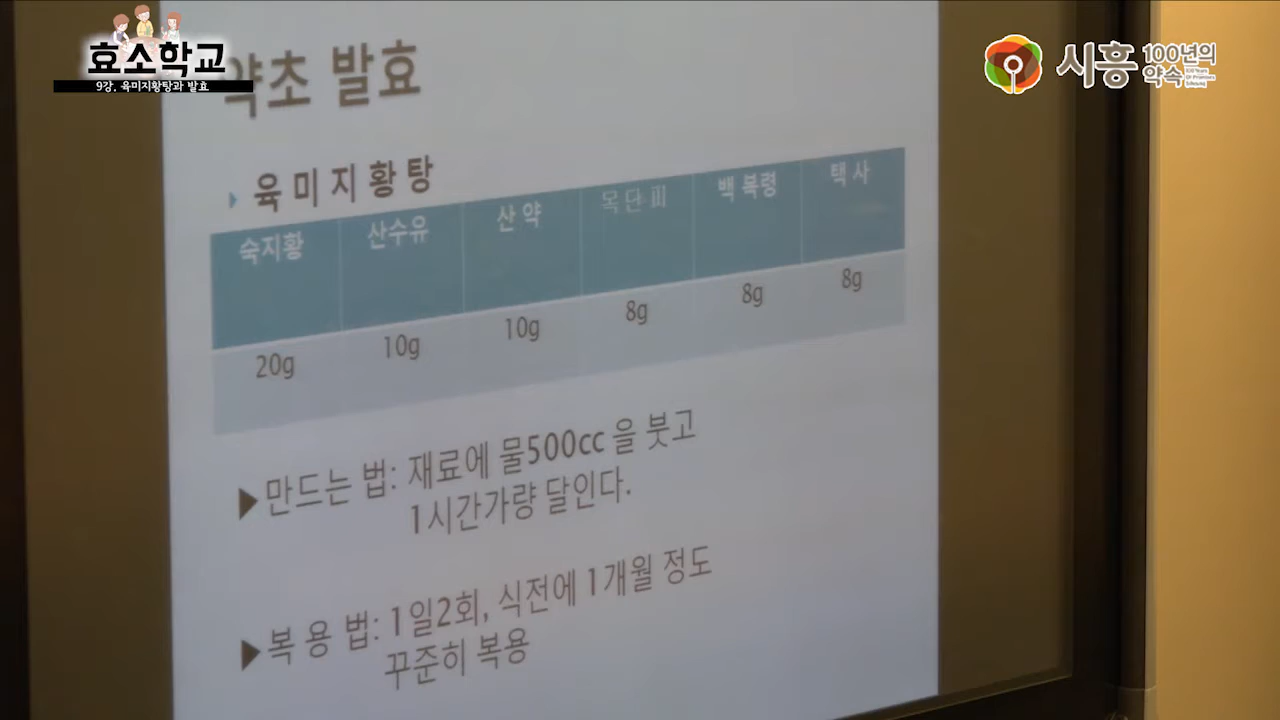 효소학교
9강. 육미지황탕과 발효
시흥 100년의 약속
약초 발효
육미지황탕
숙지황 산수유 산약 목단피 백복령 택사
20g 10g 10g 8g 8g 8g
만드는 법: 재료에 물500cc 을 붓고
1시간가량 달인다.
복 용 법: 1일2회, 식전에 1개월 정도
꾸준히 복용